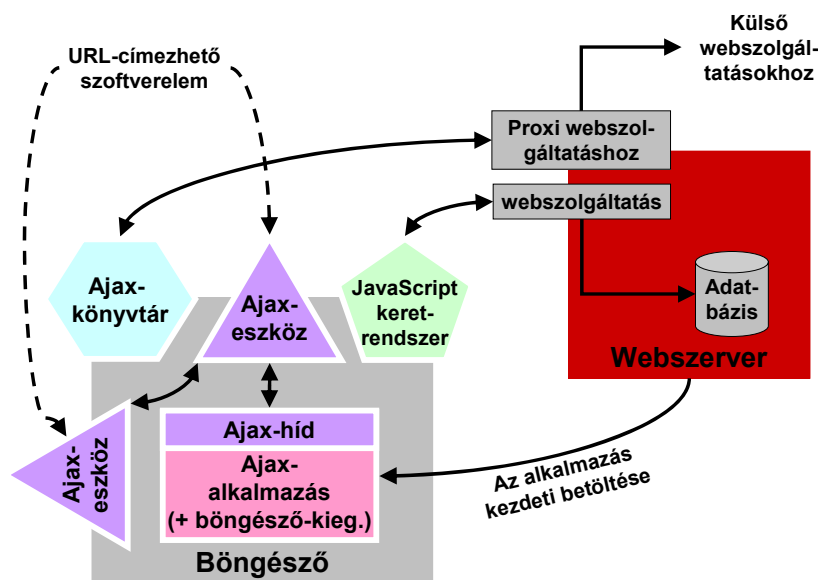 URL-címezhető
szoftverelem
Külső
webszolgál-
tatásokhoz
Proxi webszol-
gáltatáshoz
webszolgáltatás
Ajax-
könyvtár
Ajax-
eszköz
JavaScript
keret-
rendszer
Adat-
bázis
Webszerver
Ajax-
eszköz
Ajax-híd
Ajax-
alkalmazás
(+ böngésző-kieg.)
Az alkalmazás
kezdeti betöltése
Böngésző